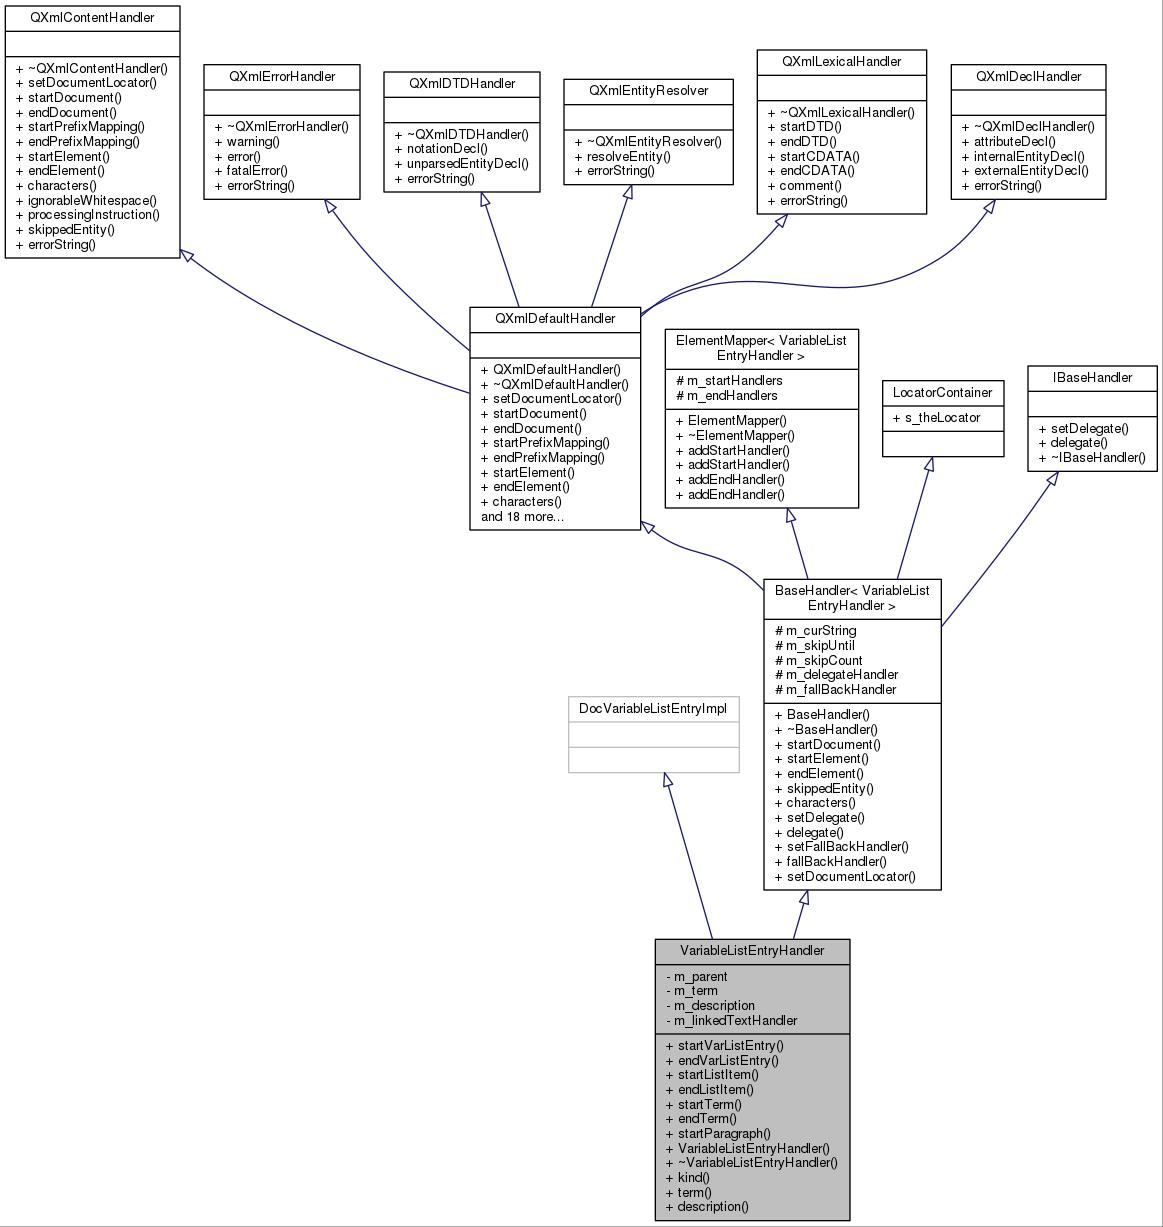 QXmlContentHandler
+ ~QXmlContentHandler()
+ setDocumentLocator()
+ startDocument()
+ endDocument()
+ startPrefixMapping()
+ endPrefixMapping()
+ startElement()
+ endElement()
+ characters()
+ ignorableWhitespace()
+ processingInstruction()
+ skippedEntity()
+ errorString()
QXmlErrorHandler
+ ~QXmlErrorHandler()
+ warning()
+ error()
+ fatalError()
+ errorString()
QXmlDTDHandler
+ ~QXmlDTDHandler()
+ notationDecl()
+ unparsedEntityDecl()
+ errorString()
QXmlEntityResolver
+ ~QXmlEntityResolver()
+ resolveEntity()
+ errorString()
QXmlLexicalHandler
+ ~QXmlLexicalHandler()
+ startDTD()
+ endDTD()
+ startCDATA()
+ endCDATA()
+ comment()
+ errorString()
QXmlDeclHandler
+ ~QXmlDeclHandler()
+ attributeDecl()
+ internalEntityDecl()
+ externalEntityDecl()
+ errorString()
QXmlDefaultHandler
+ QXmlDefaultHandler()
+ ~QXmlDefaultHandler()
+ setDocumentLocator()
+ startDocument()
+ endDocument()
+ startPrefixMapping()
+ endPrefixMapping()
+ startElement()
+ endElement()
+ characters()
and 18 more...
ElementMapper< VariableList
EntryHandler >
# m_startHandlers
# m_endHandlers
+ ElementMapper()
+ ~ElementMapper()
+ addStartHandler()
+ addStartHandler()
+ addEndHandler()
+ addEndHandler()
LocatorContainer
+ s_theLocator
IBaseHandler
+ setDelegate()
+ delegate()
+ ~IBaseHandler()
BaseHandler< VariableList
EntryHandler >
# m_curString
# m_skipUntil
# m_skipCount
# m_delegateHandler
# m_fallBackHandler
+ BaseHandler()
+ ~BaseHandler()
+ startDocument()
+ startElement()
+ endElement()
+ skippedEntity()
+ characters()
+ setDelegate()
+ delegate()
+ setFallBackHandler()
+ fallBackHandler()
+ setDocumentLocator()
DocVariableListEntryImpl
VariableListEntryHandler
- m_parent
- m_term
- m_description
- m_linkedTextHandler
+ startVarListEntry()
+ endVarListEntry()
+ startListItem()
+ endListItem()
+ startTerm()
+ endTerm()
+ startParagraph()
+ VariableListEntryHandler()
+ ~VariableListEntryHandler()
+ kind()
+ term()
+ description()